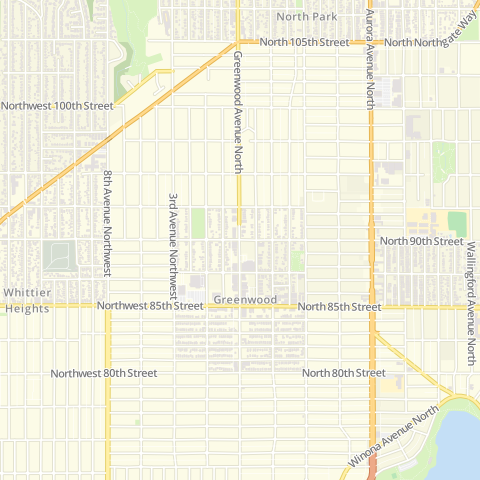 North Park
North 105th Street
North Northgate Way
Aurora Avenue North
Greenwood Avenue North
Northwest 100th Street
8th Avenue Northwest
3rd Avenue Northwest
North 90th Street
Wallingford Avenue North
Whittier
Heights
Greenwood
Northwest 85th Street
North 85th Street
Northwest 80th Street
North 80th Street
Winona Avenue North